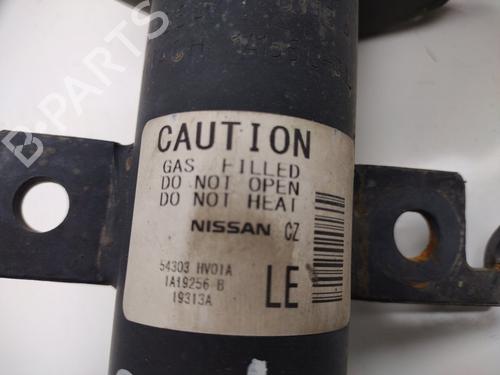 CAUTION
GAS FILLED
DO NOT OPEN
DO NOT HEAT
NISSAN CZ
54303 HV01A
1A19256 B
19313A
LE
B-PARTS